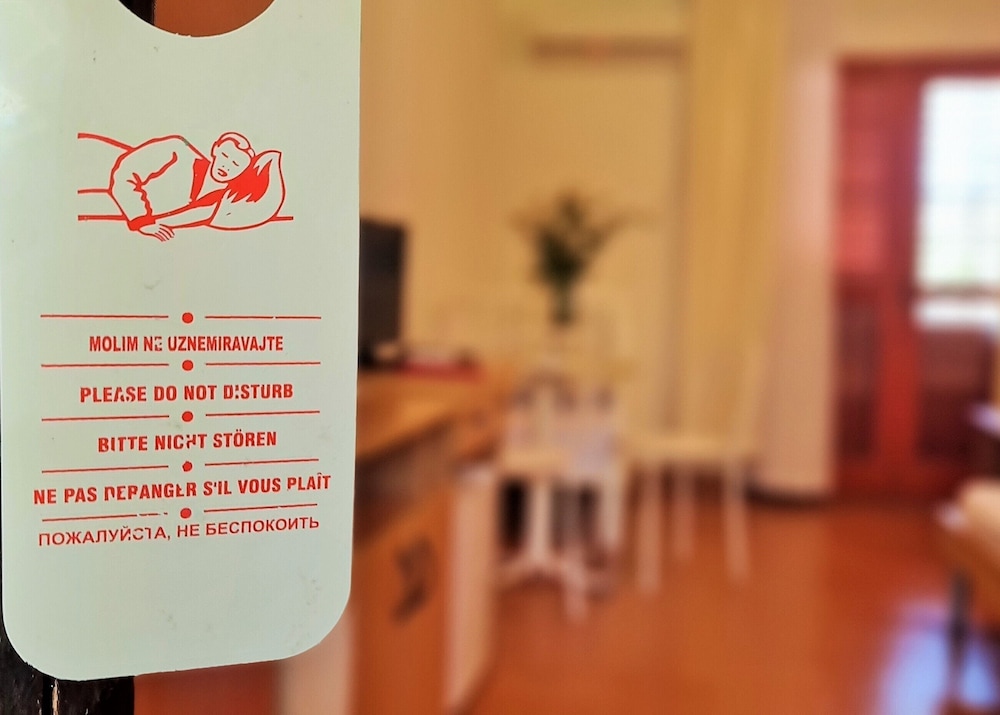 MOLIM NE UZNEMIRAVAJTE
PLEASE DO NOT DISTURB
BITTE NICHT STÖREN
NE PAS DERANGER S'IL VOUS PLAÎT
ПОЖАЛУЙСТА, НЕ БЕСПОКОИТЬ